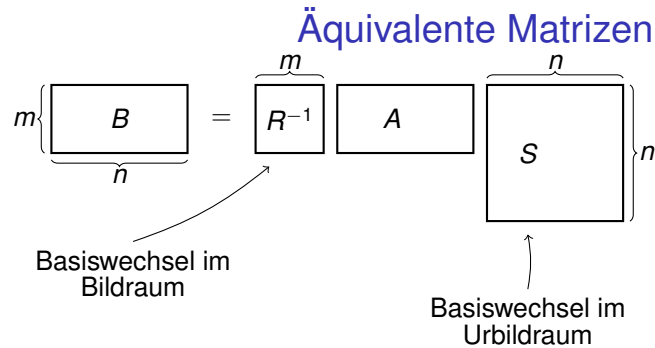 Äquivalente Matrizen
m n
m B = R⁻¹ A S n
n
Basiswechsel im
Bildraum
Basiswechsel im
Urbildraum